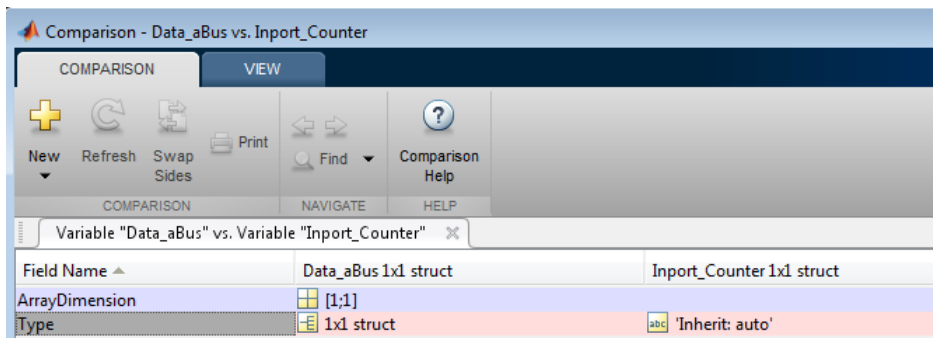 Comparison - Data_aBus vs. Inport_Counter
COMPARISON VIEW
New Refresh Swap Sides Print Find Comparison Help
COMPARISON NAVIGATE HELP
Variable "Data_aBus" vs. Variable "Inport_Counter"
Field Name Data_aBus 1x1 struct Inport_Counter 1x1 struct
ArrayDimension [1;1]
Type 1x1 struct abc 'Inherit: auto'